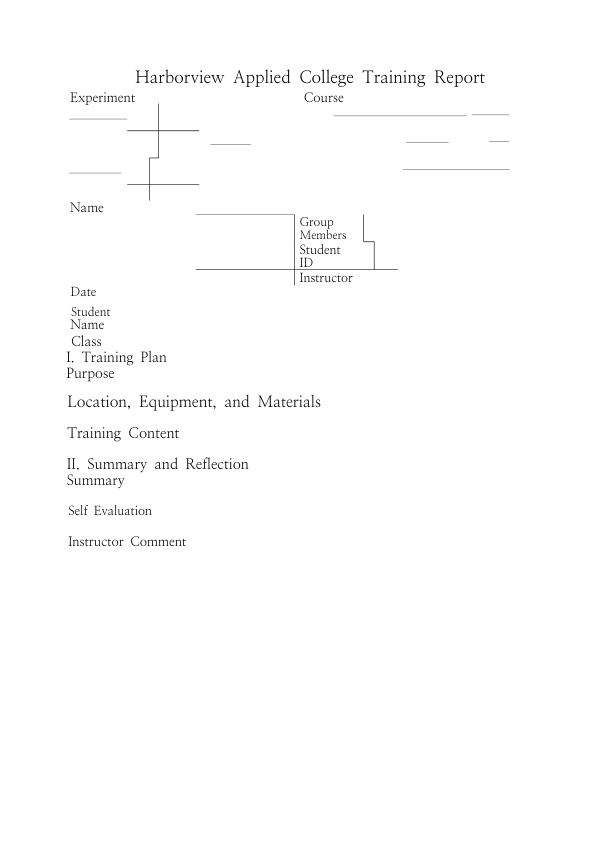 Harborview Applied College Training Report
Experiment
Course
Name
Group
Members
Student
ID
Instructor
Date
Student
Name
Class
I. Training Plan
Purpose
Location, Equipment, and Materials
Training Content
II. Summary and Reflection
Summary
Self Evaluation
Instructor Comment